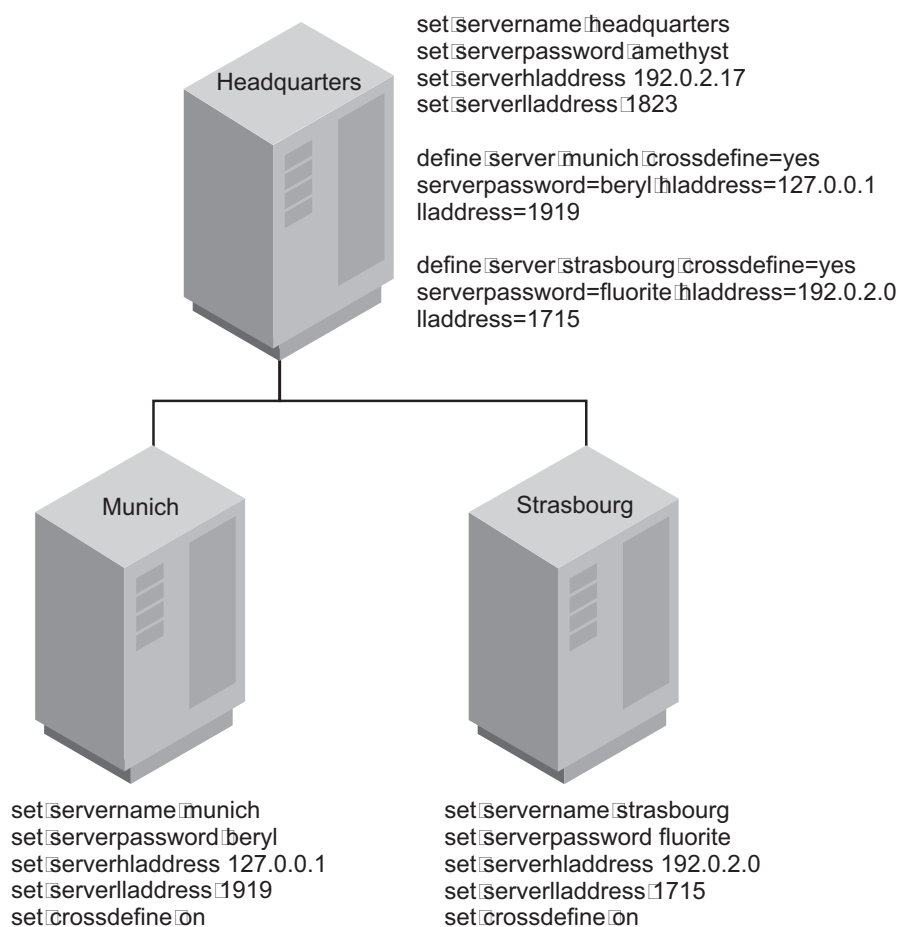 Headquarters
set servername headquarters
set serverpassword amethyst
set serverhladdress 192.0.2.17
set serverlladdress 1823
define server munich crossdefine=yes
serverpassword=beryl hladdress=127.0.0.1
lladdress=1919
define server strasbourg crossdefine=yes
serverpassword=fluorite hladdress=192.0.2.0
lladdress=1715
Munich
set servername munich
set serverpassword beryl
set serverhladdress 127.0.0.1
set serverlladdress 1919
set crossdefine on
Strasbourg
set servername strasbourg
set serverpassword fluorite
set serverhladdress 192.0.2.0
set serverlladdress 1715
set crossdefine on